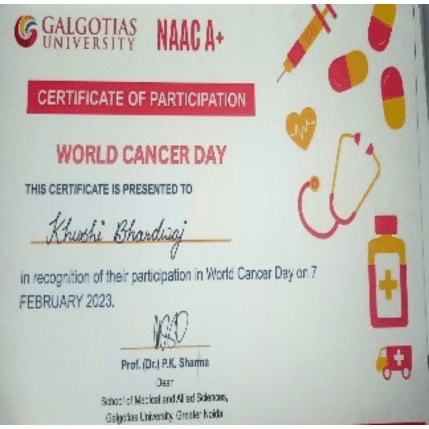 GALGOTIAS
UNIVERSITY
NAAC A+
CERTIFICATE OF PARTICIPATION
WORLD CANCER DAY
THIS CERTIFICATE IS PRESENTED TO
Khushi Bhardwaj
in recognition of their participation in World Cancer Day on 7
FEBRUARY 2023.
Prof. (Dr.) P.K. Sharma
Dean
School of Medical and Allied Sciences,
Galgotias University, Greater Noida